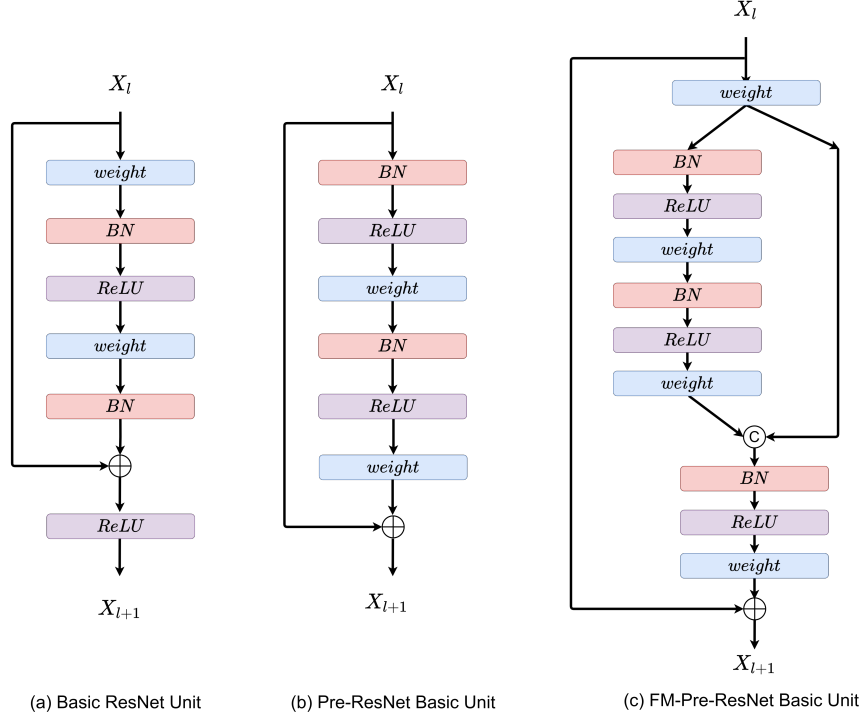 X_l
weight
BN
ReLU
weight
BN
ReLU
X_{l+1}
(a) Basic ResNet Unit
X_l
BN
ReLU
weight
BN
ReLU
weight
X_{l+1}
(b) Pre-ResNet Basic Unit
X_l
weight
BN
ReLU
weight
BN
ReLU
weight
C
BN
ReLU
weight
X_{l+1}
(c) FM-Pre-ResNet Basic Unit